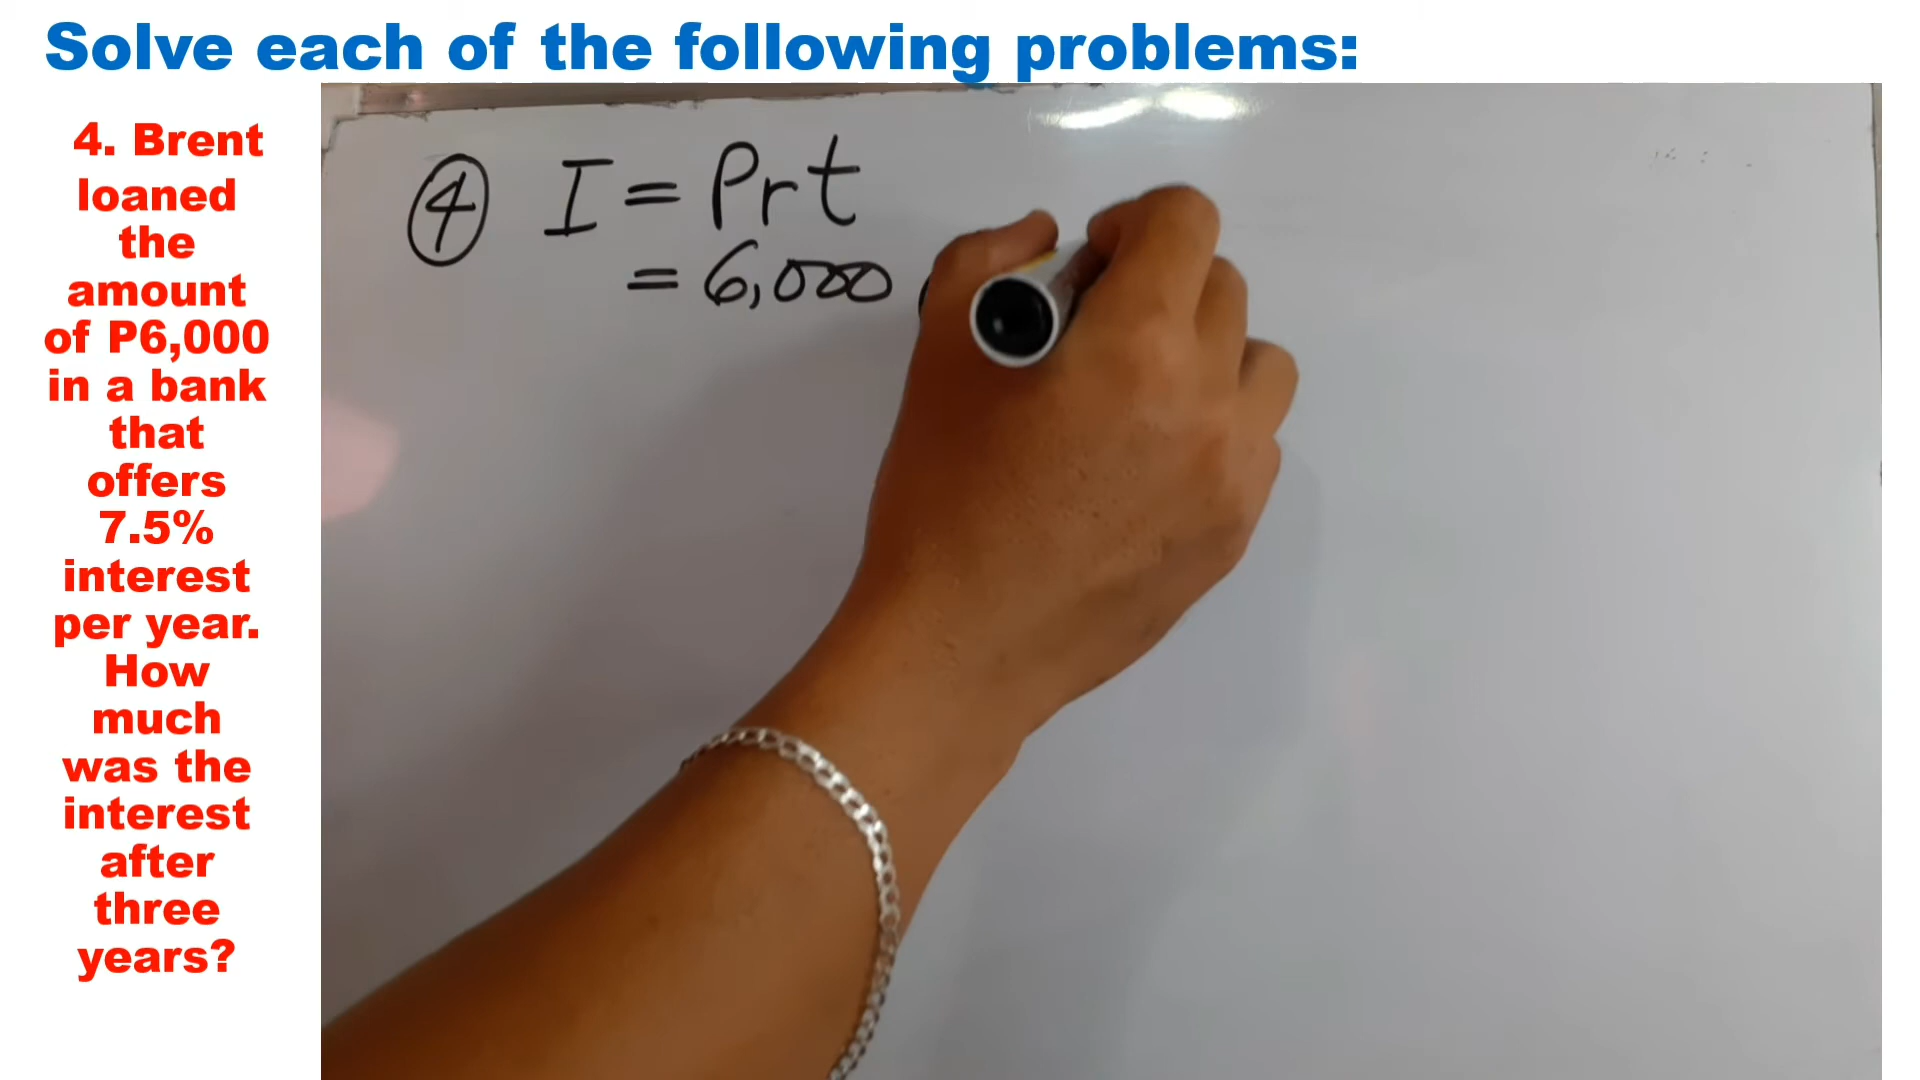 Solve each of the following problems:
4. Brent
loaned
the
amount
of P6,000
in a bank
that
offers
7.5%
interest
per year.
How
much
was the
interest
after
three
years?
④ I = Prt
= 6,000